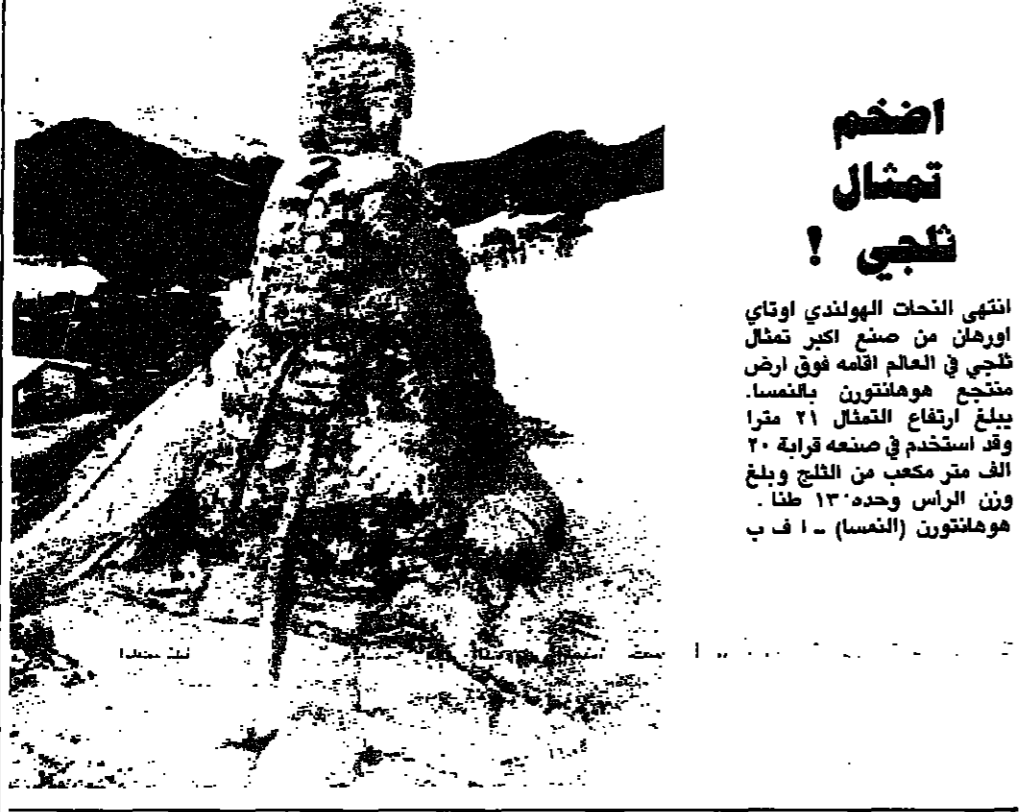 اضخم
تمثال
ثلجي !
انتهى النحات الهولندي اوتاي
اورهان من صنع اكبر تمثال
ثلجي في العالم اقامه فوق ارض
منتجع هوهانتورن بالنمسا.
يبلغ ارتفاع التمثال ٢١ مترا
وقد استخدم في صنعه قرابة ٢٠
الف متر مكعب من الثلج وبلغ
وزن الراس وحده ١٣٠ طنا .
هوهانتورن (النمسا) ــ ا ف ب